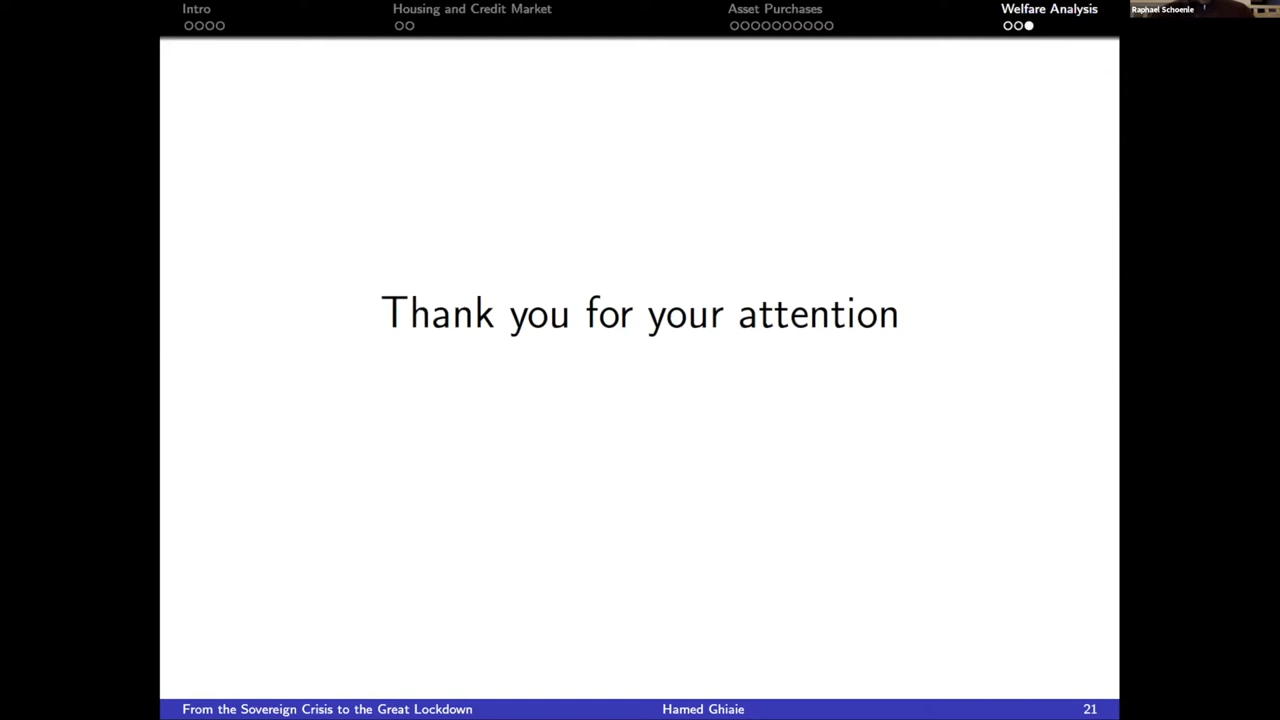 Intro
Housing and Credit Market
Asset Purchases
Welfare Analysis
Raphael Schoenle
Thank you for your attention
From the Sovereign Crisis to the Great Lockdown
Hamed Ghiaie
21